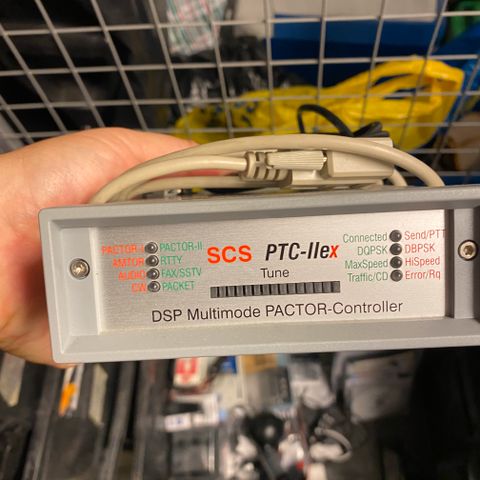 PACTOR-I PACTOR-II
AMTOR RTTY
AUDIO FAX/SSTV
CW PACKET
SCS PTC-IIex
Tune
Connected Send/PTT
DQPSK DBPSK
MaxSpeed HiSpeed
Traffic/CD Error/Rq
DSP Multimode PACTOR-Controller